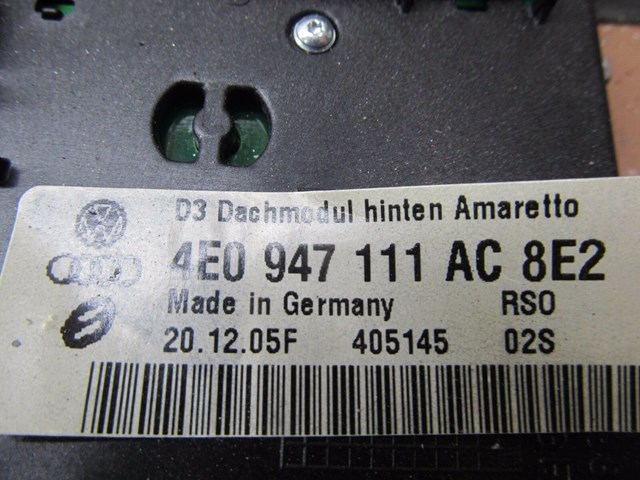 D3 Dachmodul hinten Amaretto
4E0 947 111 AC 8E2
Made in Germany RSO
20.12.05F 405145 02S